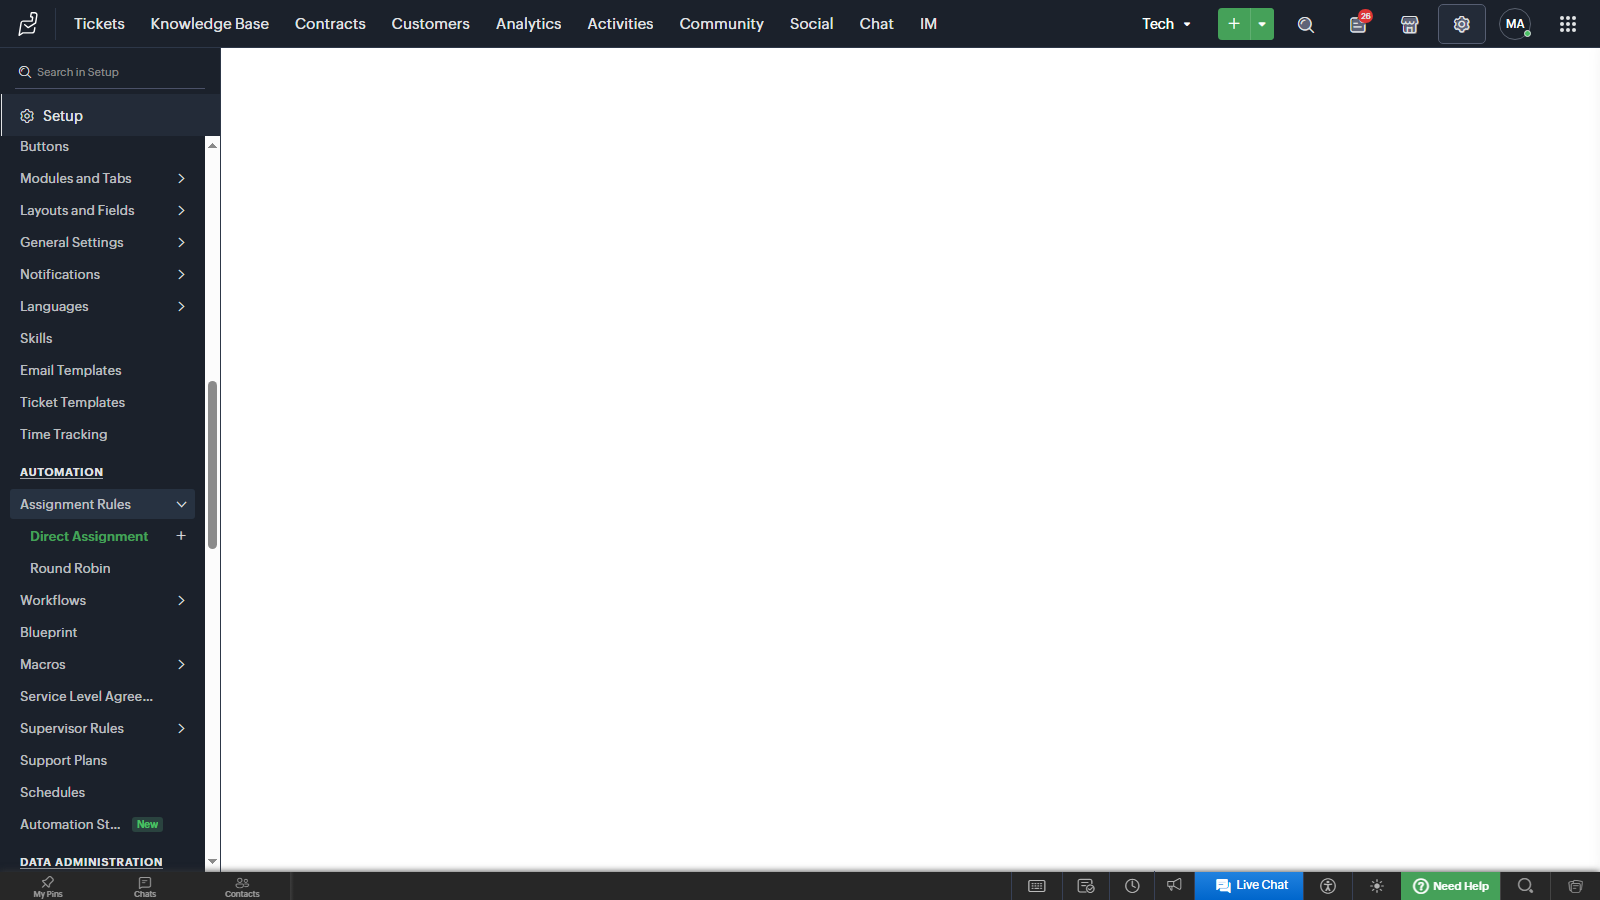 Tickets Knowledge Base Contracts Customers Analytics Activities Community Social Chat IM Tech 26 MA
Search in Setup
Setup
Buttons
Modules and Tabs
Layouts and Fields
General Settings
Notifications
Languages
Skills
Email Templates
Ticket Templates
Time Tracking
AUTOMATION
Assignment Rules
Direct Assignment
Round Robin
Workflows
Blueprint
Macros
Service Level Agree...
Supervisor Rules
Support Plans
Schedules
Automation St... New
DATA ADMINISTRATION
My Pins Chats Contacts Live Chat Need Help